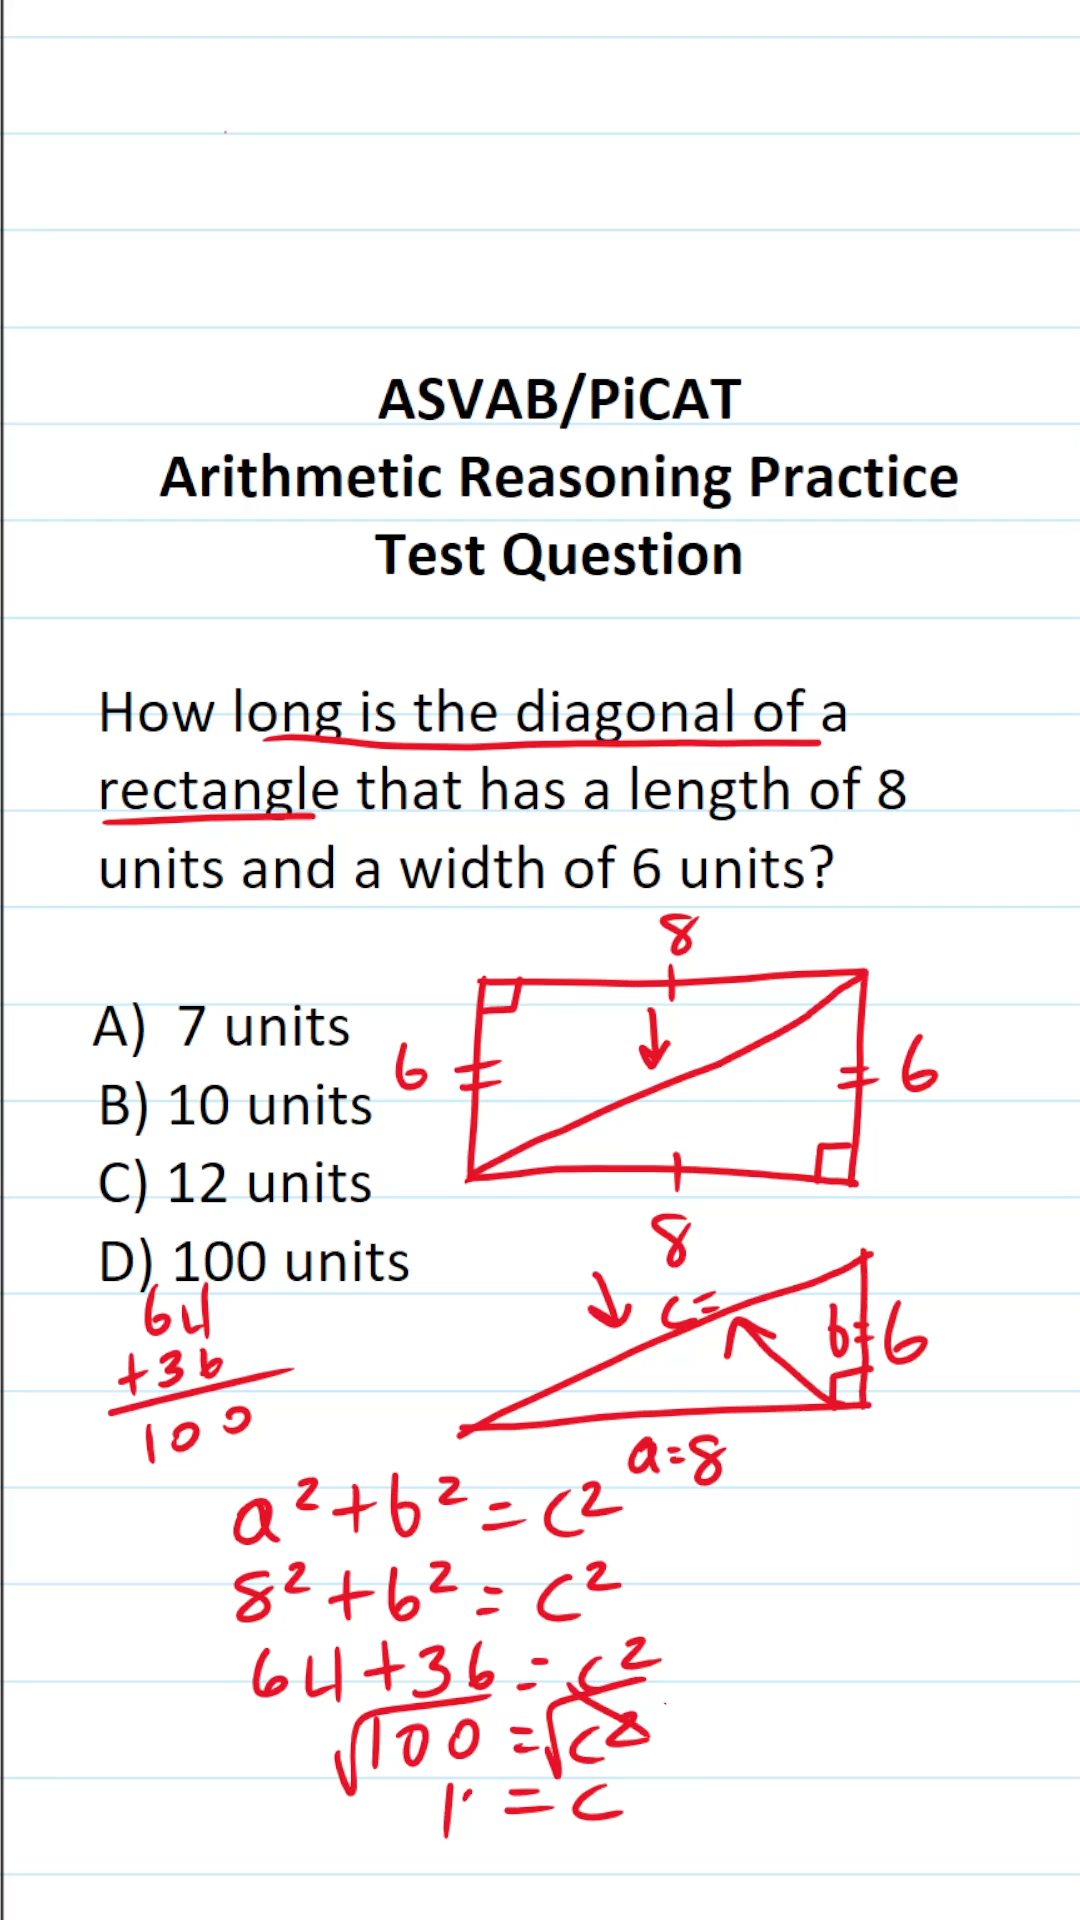 ASVAB/PiCAT
Arithmetic Reasoning Practice
Test Question
How long is the diagonal of a
rectangle that has a length of 8
units and a width of 6 units?
8
A) 7 units
6
6
B) 10 units
C) 12 units
8
D) 100 units
64
+36
100
c=
b=6
a=8
a²+b²=c²
8²+6²=c²
64+36=c²
√100=√c²
1 = c